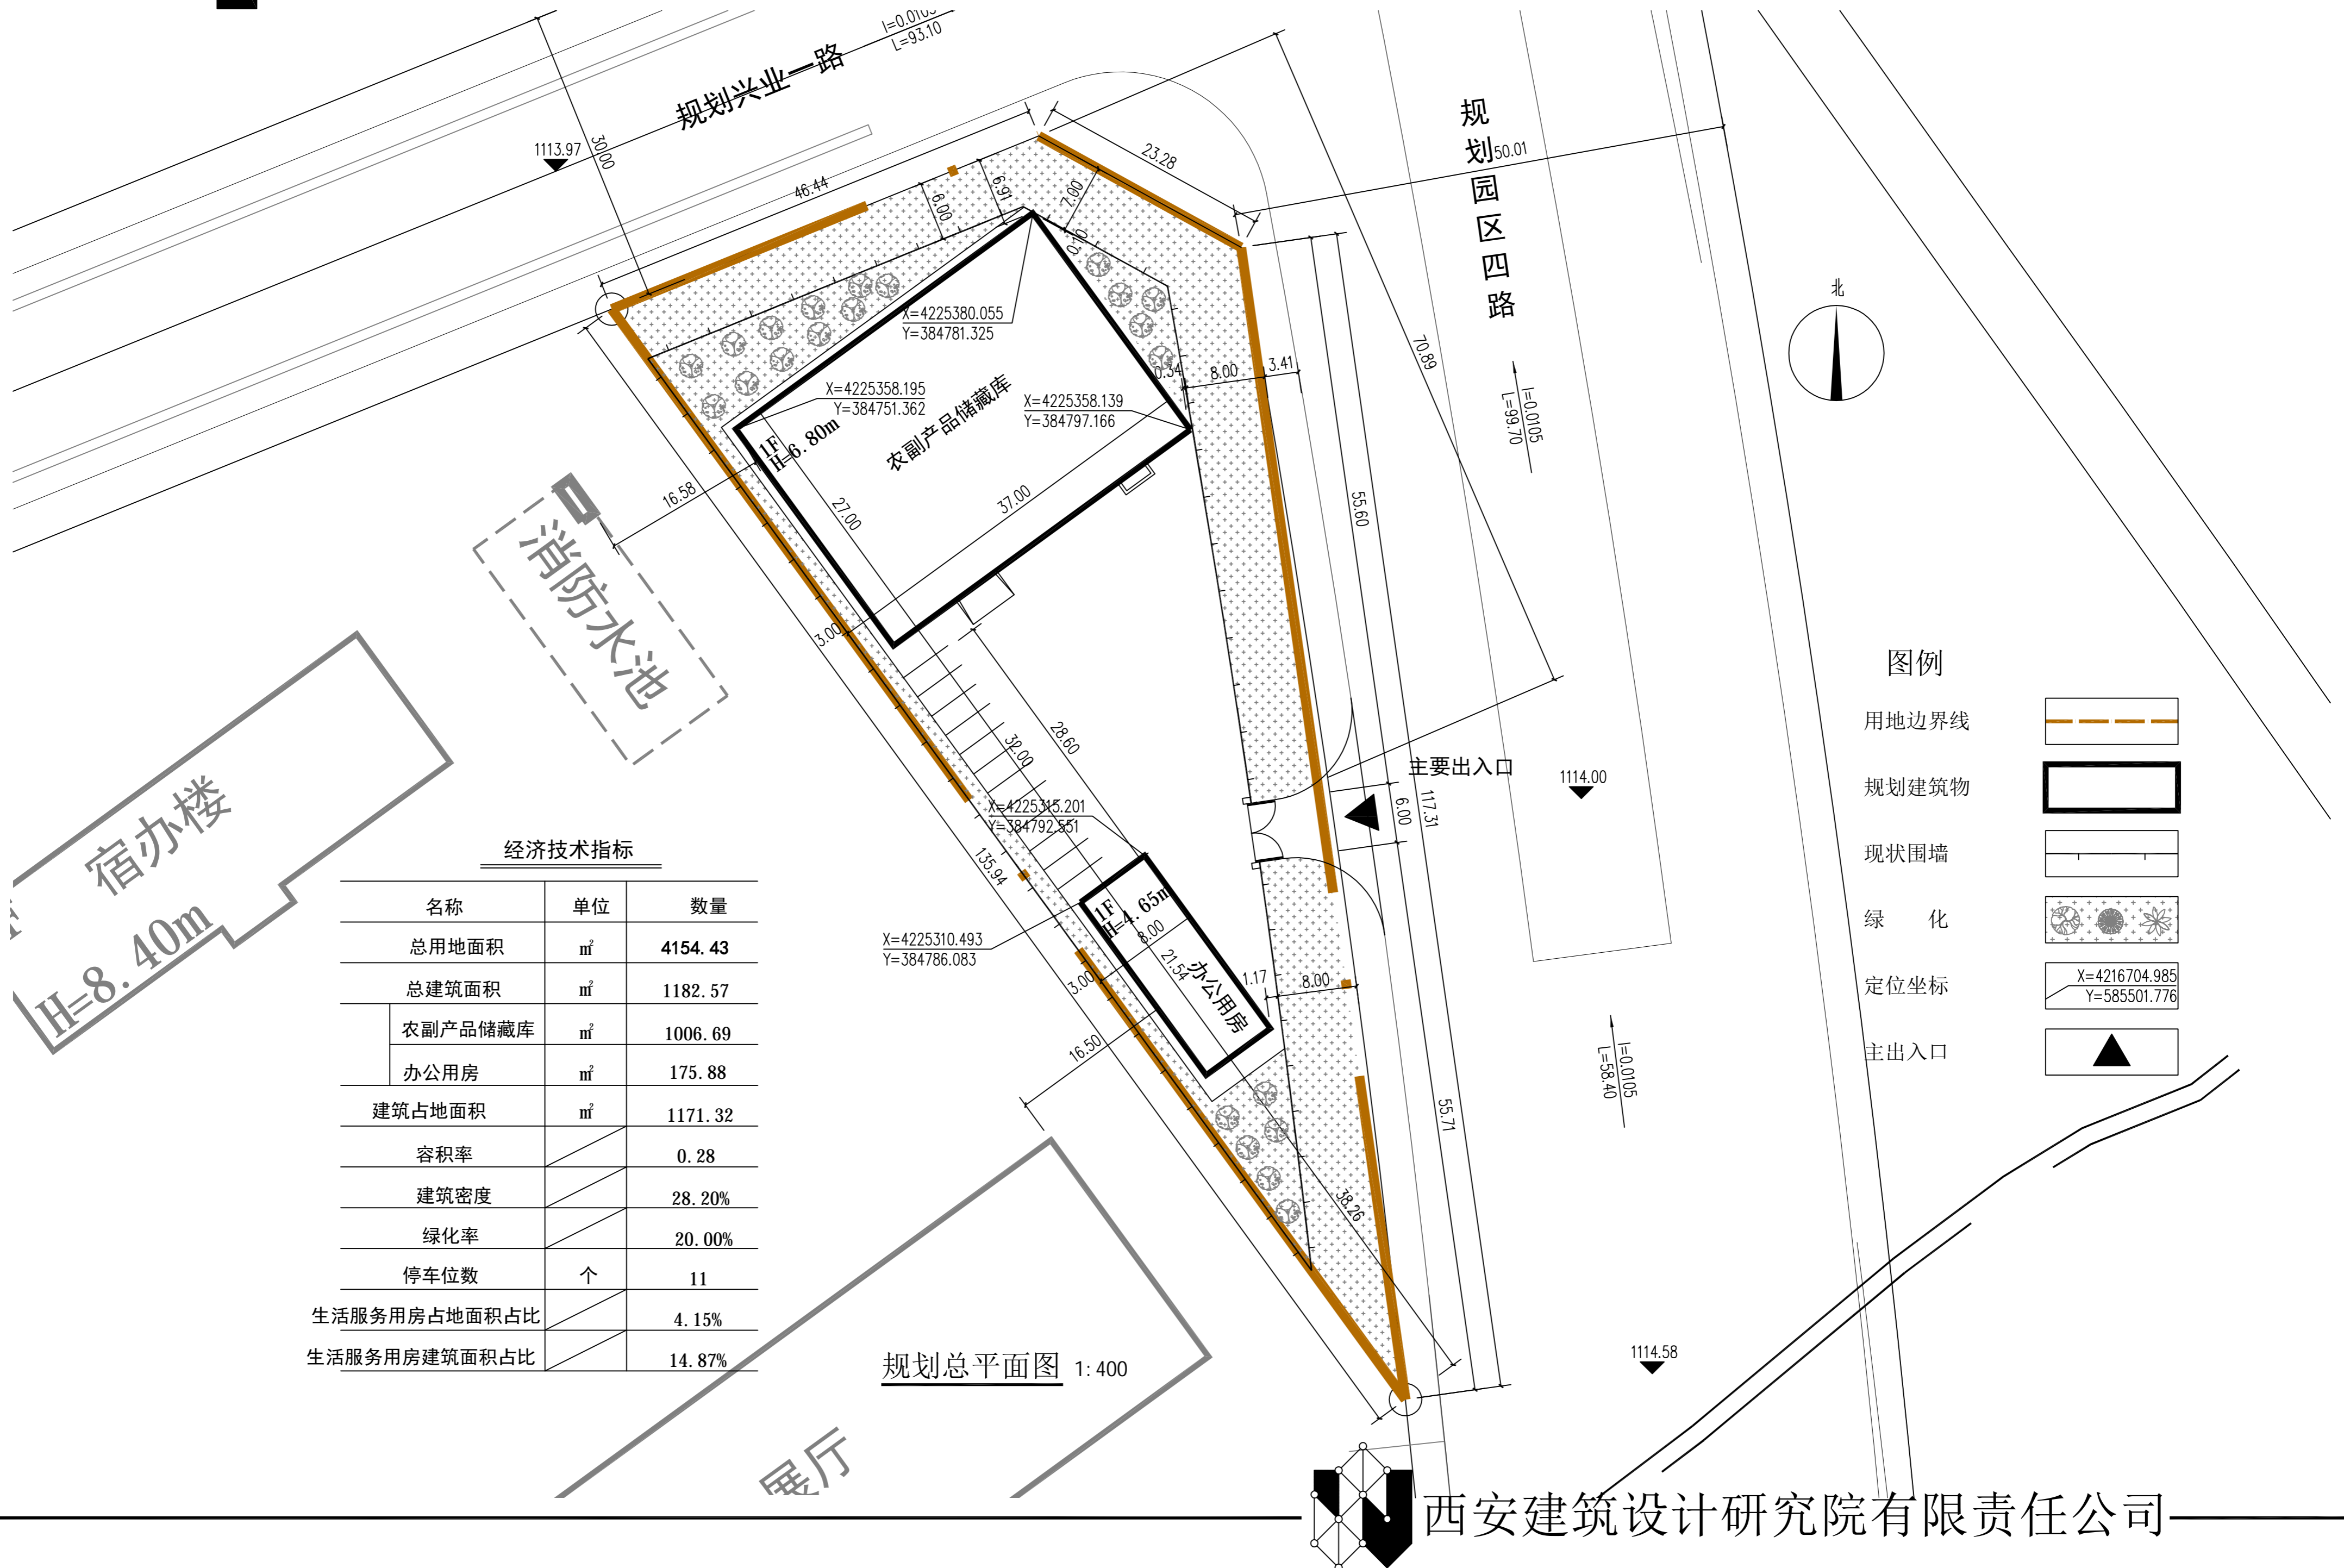 I=0.0105
L=93.10
规划兴业一路
30.00
1113.97
46.44
23.28
6.00
6.91
7.00
0.10
规划园区四路
50.01
70.89
北
X=4225380.055
Y=384781.325
X=4225358.195
Y=384751.362
X=4225358.139
Y=384797.166
农副产品储藏库
1F
H=6.80m
27.00
37.00
0.34
8.00
3.41
I=0.0105
L=99.70
16.58
55.60
消防水池
3.00
32.00
28.60
主要出入口
1114.00
6.00
117.31
宿办楼
H=8.40m
X=4225315.201
Y=384792.551
135.94
X=4225310.493
Y=384786.083
1F
H=4.65m
8.00
21.54
办公用房
1.17
8.00
3.00
16.50
I=0.0105
L=58.40
55.71
38.26
1114.58
展厅
图例
用地边界线
规划建筑物
现状围墙
绿 化
定位坐标
X=4216704.985
Y=585501.776
主出入口
经济技术指标
名称 单位 数量
总用地面积 ㎡ 4154.43
总建筑面积 ㎡ 1182.57
农副产品储藏库 ㎡ 1006.69
办公用房 ㎡ 175.88
建筑占地面积 ㎡ 1171.32
容积率 0.28
建筑密度 28.20%
绿化率 20.00%
停车位数 个 11
生活服务用房占地面积占比 4.15%
生活服务用房建筑面积占比 14.87%
规划总平面图 1:400
西安建筑设计研究院有限责任公司